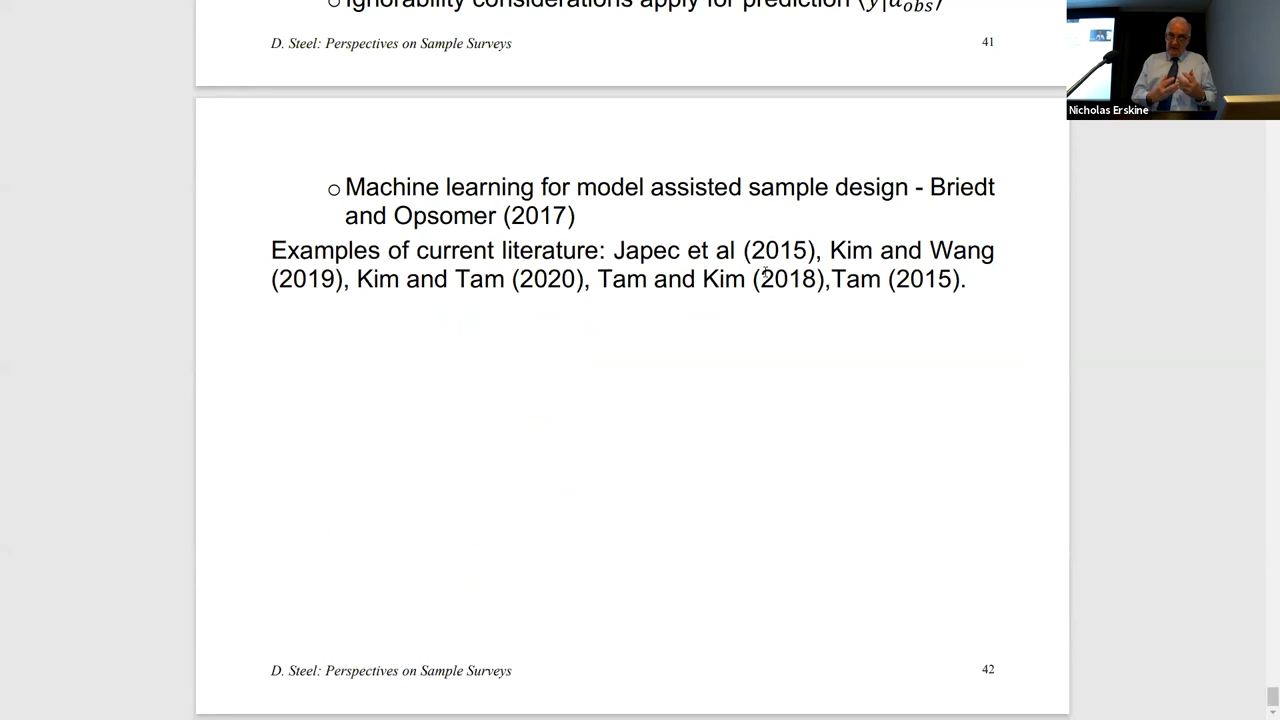 o Ignorability considerations apply for prediction (y|a_obs)
D. Steel: Perspectives on Sample Surveys 41
Nicholas Erskine
o Machine learning for model assisted sample design - Briedt
and Opsomer (2017)
Examples of current literature: Japec et al (2015), Kim and Wang
(2019), Kim and Tam (2020), Tam and Kim (2018),Tam (2015).
D. Steel: Perspectives on Sample Surveys 42